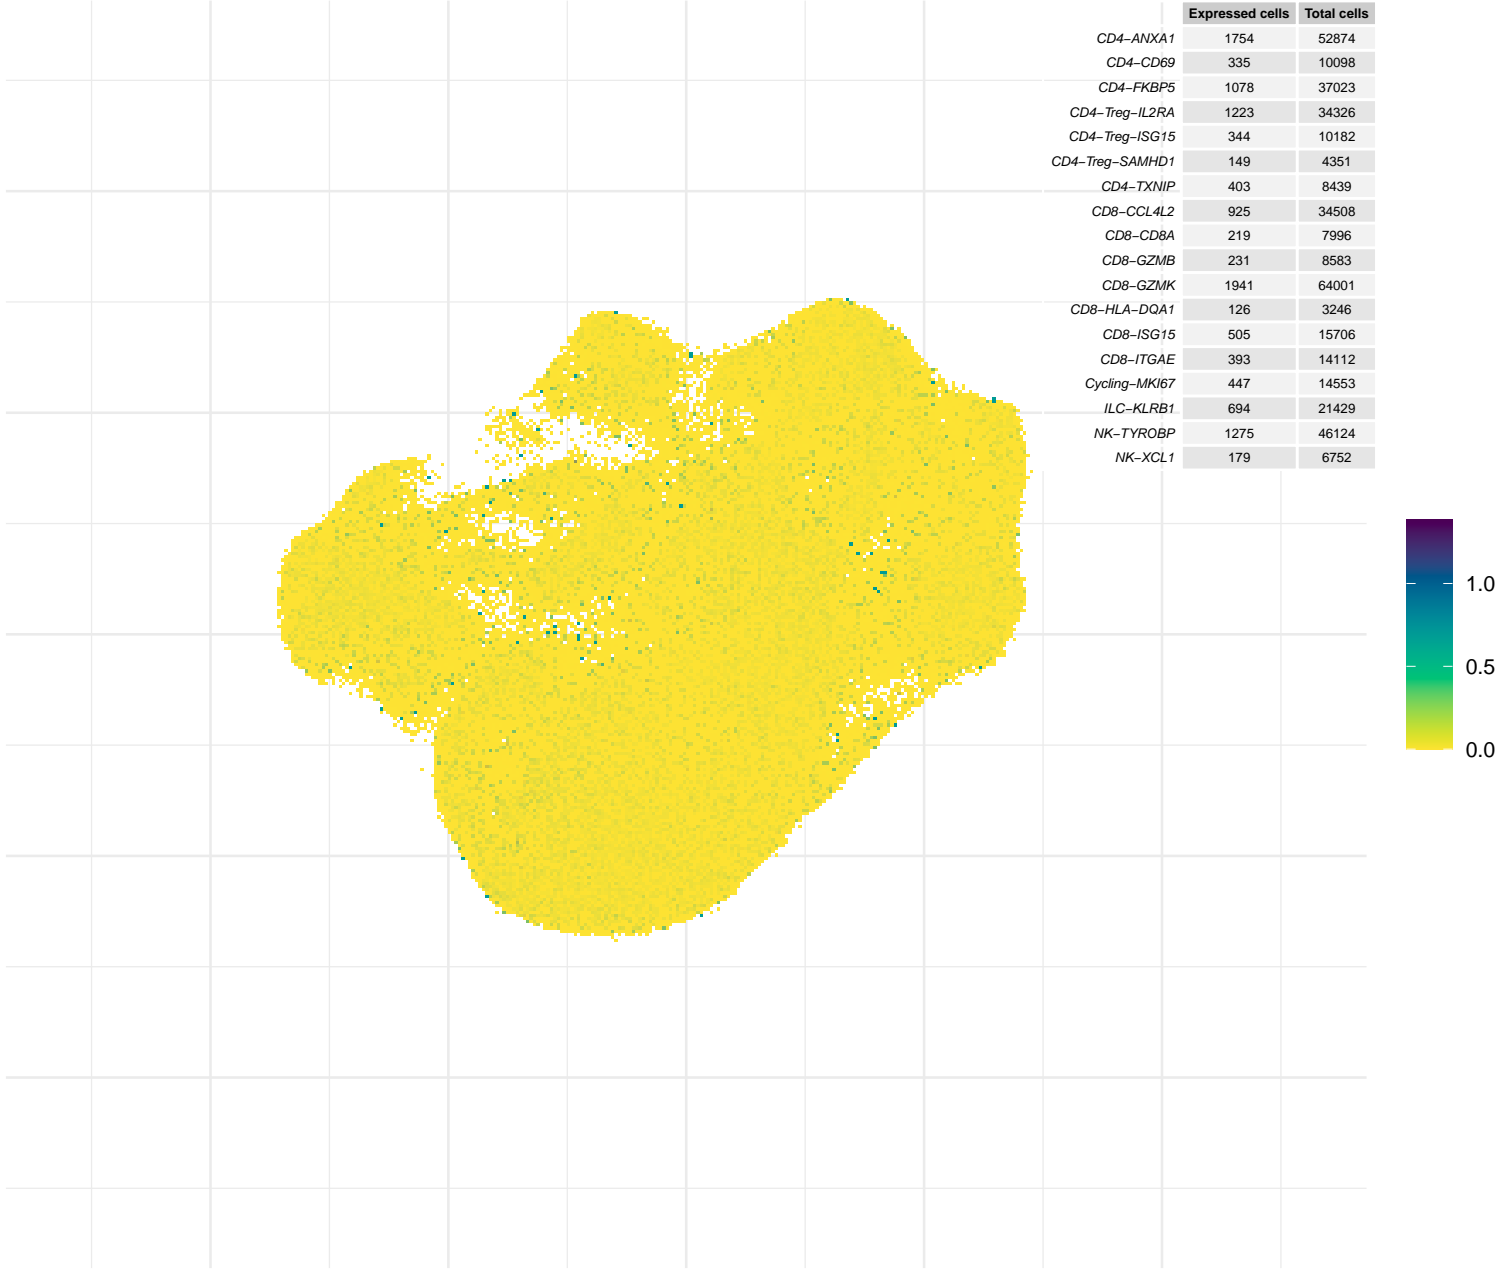 Expressed cells Total cells
CD4−ANXA1 1754 52874
CD4−CD69 335 10098
CD4−FKBP5 1078 37023
CD4−Treg−IL2RA 1223 34326
CD4−Treg−ISG15 344 10182
CD4−Treg−SAMHD1 149 4351
CD4−TXNIP 403 8439
CD8−CCL4L2 925 34508
CD8−CD8A 219 7996
CD8−GZMB 231 8583
CD8−GZMK 1941 64001
CD8−HLA−DQA1 126 3246
CD8−ISG15 505 15706
CD8−ITGAE 393 14112
Cycling−MKI67 447 14553
ILC−KLRB1 694 21429
NK−TYROBP 1275 46124
NK−XCL1 179 6752
1.0
0.5
0.0